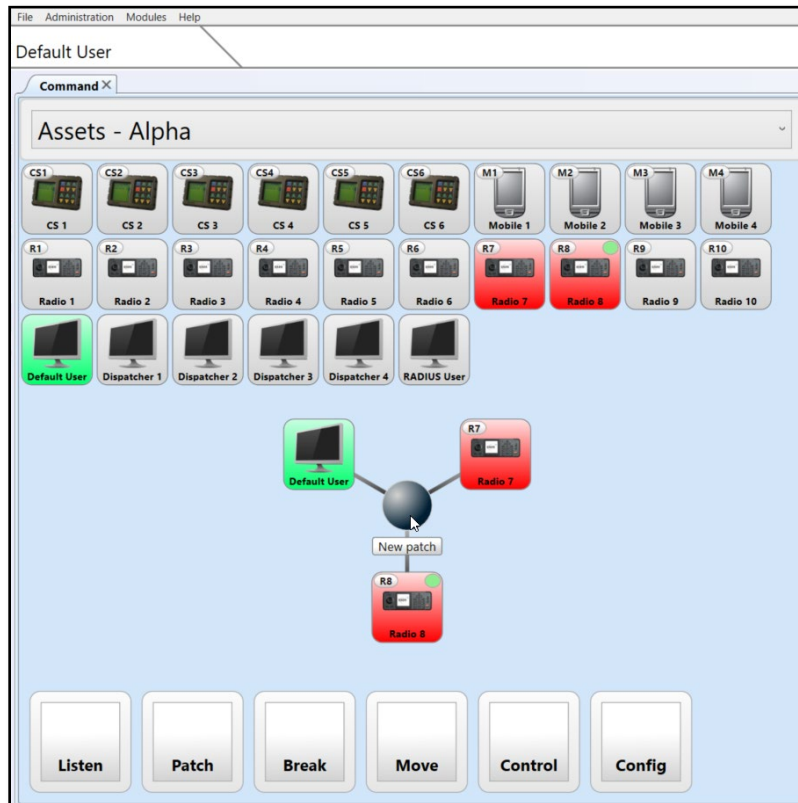 File Administration Modules Help
Default User
Command ×
Assets - Alpha
CS1 CS2 CS3 CS4 CS5 CS6 M1 M2 M3 M4
CS 1 CS 2 CS 3 CS 4 CS 5 CS 6 Mobile 1 Mobile 2 Mobile 3 Mobile 4
R1 R2 R3 R4 R5 R6 R7 R8 R9 R10
Radio 1 Radio 2 Radio 3 Radio 4 Radio 5 Radio 6 Radio 7 Radio 8 Radio 9 Radio 10
Default User Dispatcher 1 Dispatcher 2 Dispatcher 3 Dispatcher 4 RADIUS User
R7
Default User Radio 7
New patch
R8
Radio 8
Listen Patch Break Move Control Config